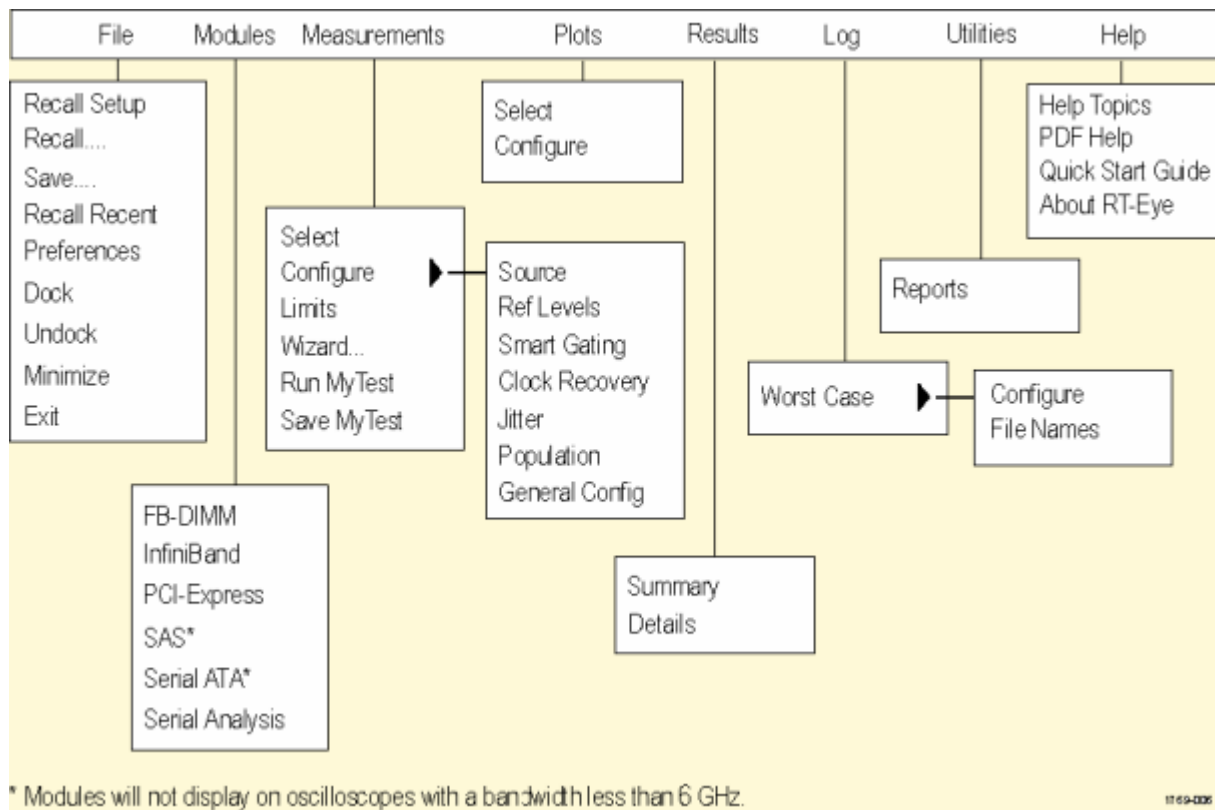 File Modules Measurements Plots Results Log Utilities Help
Recall Setup
Recall....
Save....
Recall Recent
Preferences
Dock
Undock
Minimize
Exit
FB-DIMM
InfiniBand
PCI-Express
SAS*
Serial ATA*
Serial Analysis
Select
Configure
Limits
Wizard...
Run MyTest
Save MyTest
Source
Ref Levels
Smart Gating
Clock Recovery
Jitter
Population
General Config
Select
Configure
Summary
Details
Worst Case
Configure
File Names
Reports
Help Topics
PDF Help
Quick Start Guide
About RT-Eye
* Modules will not display on oscilloscopes with a bandwidth less than 6 GHz.
1769-006